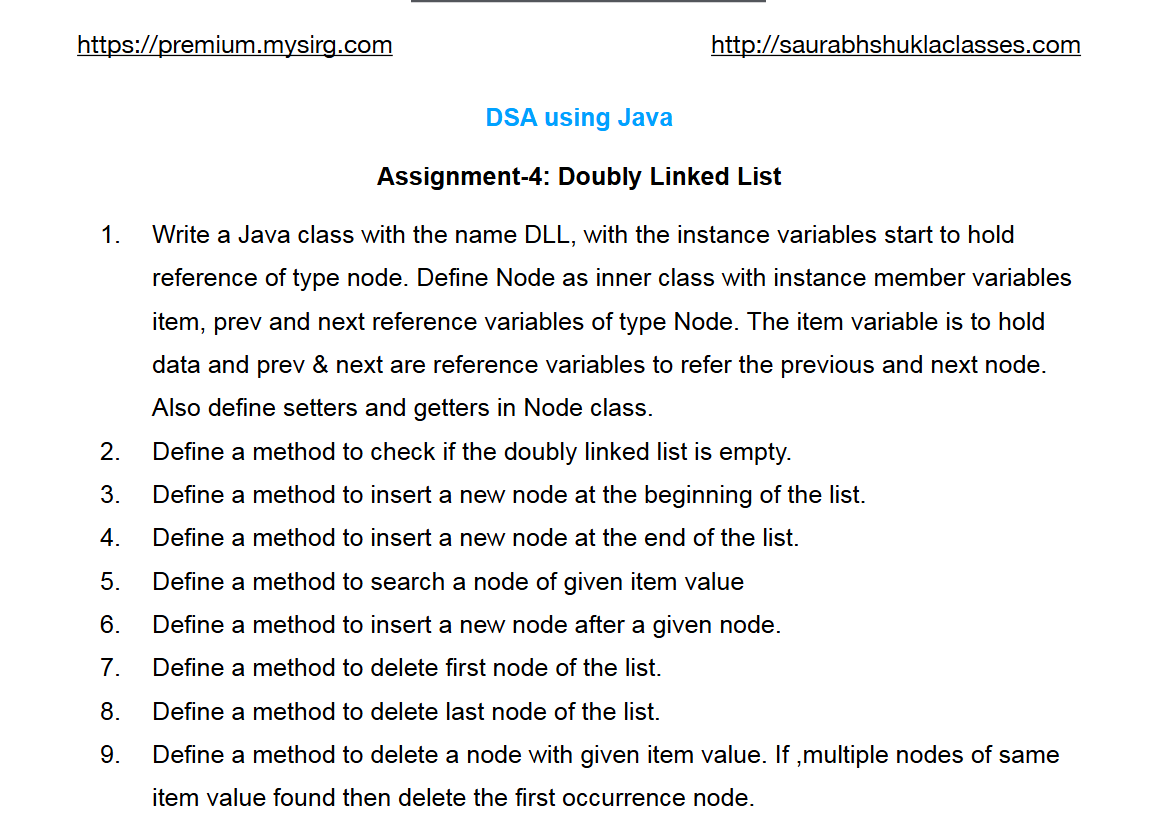 https://premium.mysirg.com http://saurabhshuklaclasses.com
DSA using Java
Assignment-4: Doubly Linked List
1. Write a Java class with the name DLL, with the instance variables start to hold
reference of type node. Define Node as inner class with instance member variables
item, prev and next reference variables of type Node. The item variable is to hold
data and prev & next are reference variables to refer the previous and next node.
Also define setters and getters in Node class.
2. Define a method to check if the doubly linked list is empty.
3. Define a method to insert a new node at the beginning of the list.
4. Define a method to insert a new node at the end of the list.
5. Define a method to search a node of given item value
6. Define a method to insert a new node after a given node.
7. Define a method to delete first node of the list.
8. Define a method to delete last node of the list.
9. Define a method to delete a node with given item value. If ,multiple nodes of same
item value found then delete the first occurrence node.